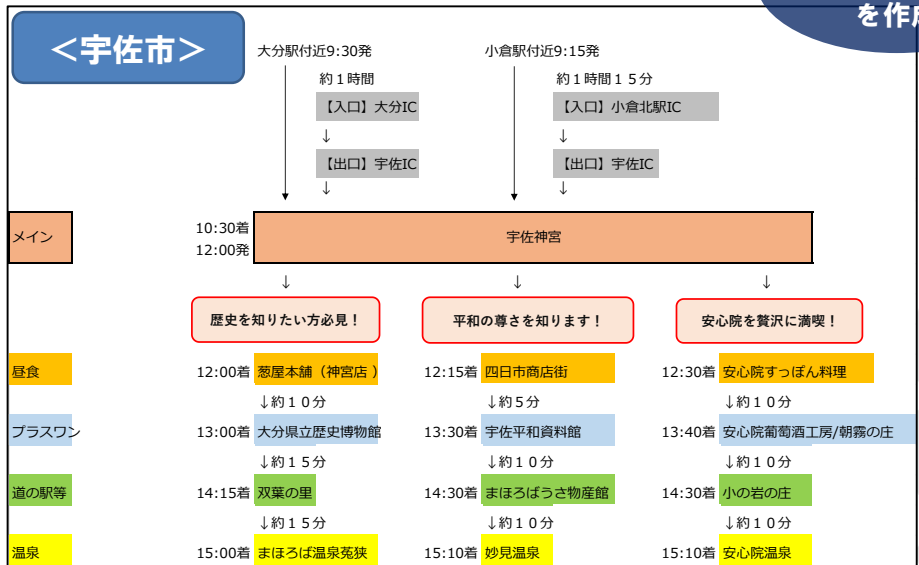 を作成
＜宇佐市＞
大分駅付近9:30発 小倉駅付近9:15発
約１時間 約１時間１５分
【入口】大分IC 【入口】小倉北駅IC
↓ ↓
【出口】宇佐IC 【出口】宇佐IC
↓ ↓
メイン 10:30着 宇佐神宮
12:00発
↓ ↓ ↓
歴史を知りたい方必見！ 平和の尊さを知ります！ 安心院を贅沢に満喫！
昼食 12:00着 葱屋本舗（神宮店 ） 12:15着 四日市商店街 12:30着 安心院すっぽん料理
↓約１０分 ↓約５分 ↓約１０分
プラスワン 13:00着 大分県立歴史博物館 13:30着 宇佐平和資料館 13:40着 安心院葡萄酒工房/朝霧の庄
↓約１５分 ↓約１０分 ↓約１０分
道の駅等 14:15着 双葉の里 14:30着 まほろばうさ物産館 14:30着 小の岩の庄
↓約１５分 ↓約１０分 ↓約１０分
温泉 15:00着 まほろば温泉菟狭 15:10着 妙見温泉 15:10着 安心院温泉